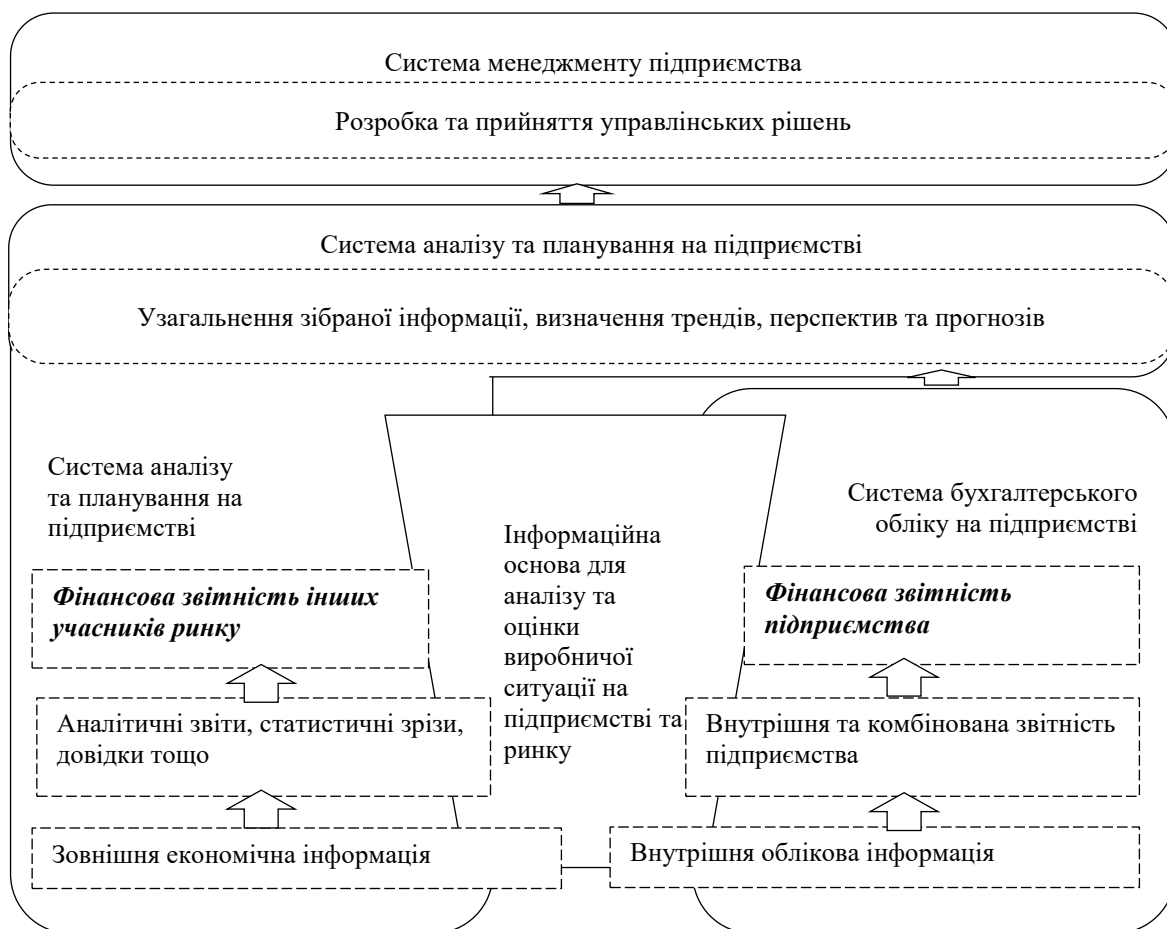 Система менеджменту підприємства
Розробка та прийняття управлінських рішень
Система аналізу та планування на підприємстві
Узагальнення зібраної інформації, визначення трендів, перспектив та прогнозів
Система аналізу
та планування на
підприємстві
Фінансова звітність інших
учасників ринку
Аналітичні звіти, статистичні зрізи,
довідки тощо
Зовнішня економічна інформація
Інформаційна
основа для
аналізу та
оцінки
виробничої
ситуації на
підприємстві та
ринку
Система бухгалтерського
обліку на підприємстві
Фінансова звітність
підприємства
Внутрішня та комбінована звітність
підприємства
Внутрішня облікова інформація